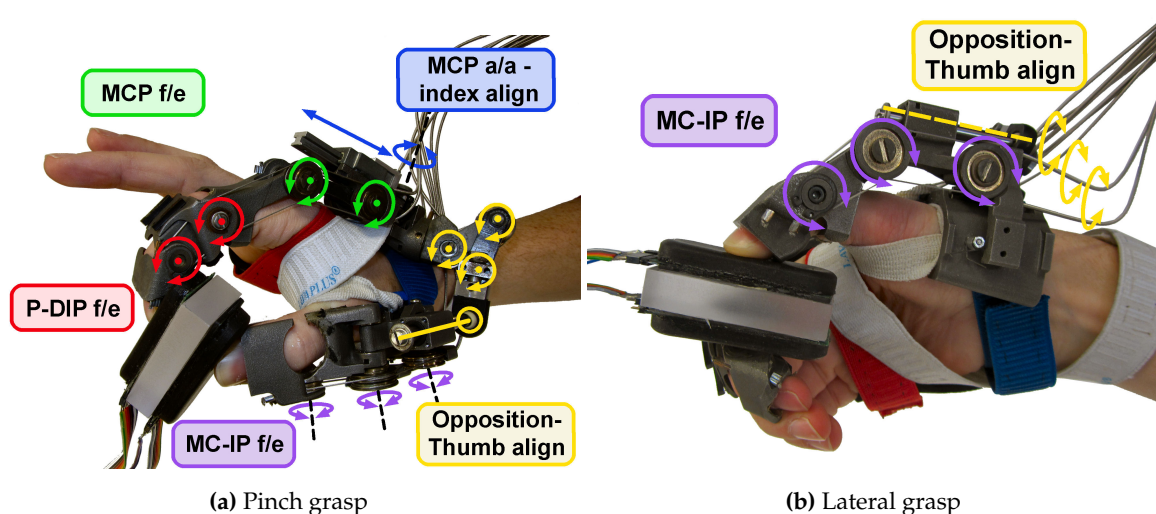 MCP f/e
MCP a/a -
index align
P-DIP f/e
PLUS®
MC-IP f/e
Opposition-
Thumb align
(a) Pinch grasp
Opposition-
Thumb align
MC-IP f/e
(b) Lateral grasp